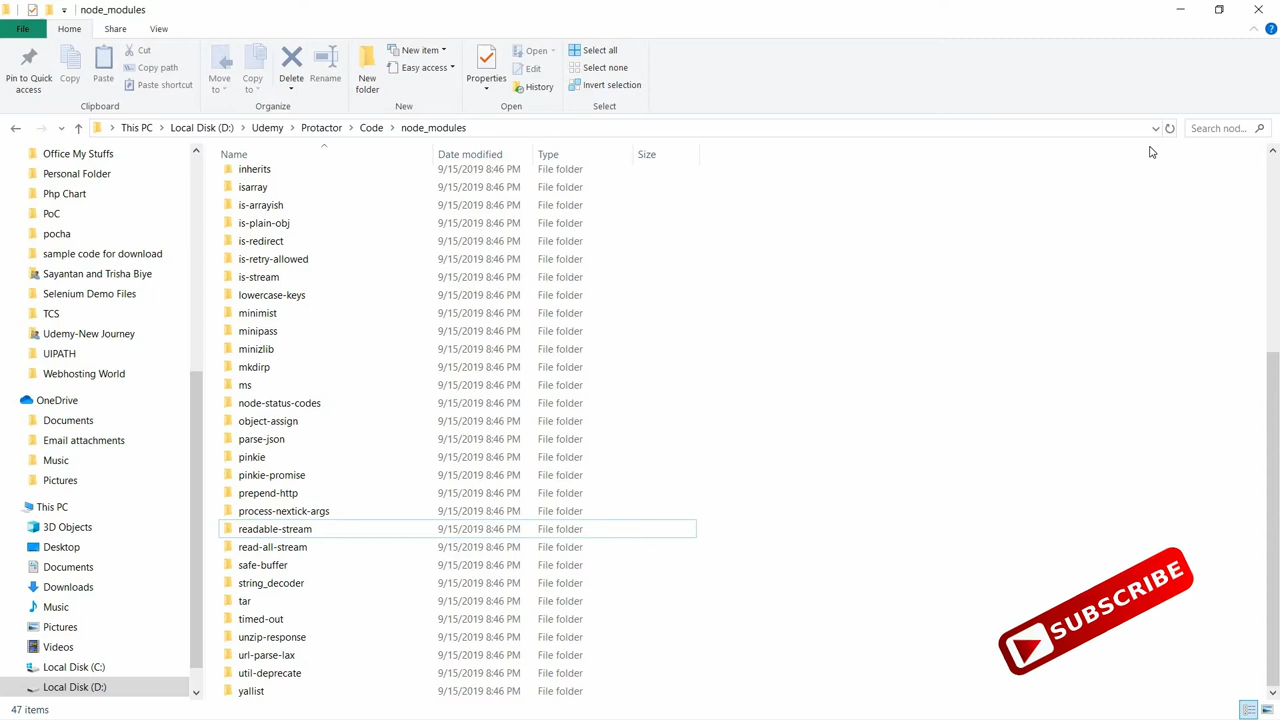 node_modules
File Home Share View
Pin to Quick access
Copy
Paste
Cut
Copy path
Paste shortcut
Clipboard
Move to
Copy to
Delete
Rename
Organize
New folder
New item
Easy access
New
Properties
Open
Edit
History
Open
Select all
Select none
Invert selection
Select
This PC Local Disk (D:) Udemy Protactor Code node_modules
Search nod...
Office My Stuffs
Personal Folder
Php Chart
PoC
pocha
sample code for download
Sayantan and Trisha Biye
Selenium Demo Files
TCS
Udemy-New Journey
UIPATH
Webhosting World
OneDrive
Documents
Email attachments
Music
Pictures
This PC
3D Objects
Desktop
Documents
Downloads
Music
Pictures
Videos
Local Disk (C:)
Local Disk (D:)
Name Date modified Type Size
inherits 9/15/2019 8:46 PM File folder
isarray 9/15/2019 8:46 PM File folder
is-arrayish 9/15/2019 8:46 PM File folder
is-plain-obj 9/15/2019 8:46 PM File folder
is-redirect 9/15/2019 8:46 PM File folder
is-retry-allowed 9/15/2019 8:46 PM File folder
is-stream 9/15/2019 8:46 PM File folder
lowercase-keys 9/15/2019 8:46 PM File folder
minimist 9/15/2019 8:46 PM File folder
minipass 9/15/2019 8:46 PM File folder
minizlib 9/15/2019 8:46 PM File folder
mkdirp 9/15/2019 8:46 PM File folder
ms 9/15/2019 8:46 PM File folder
node-status-codes 9/15/2019 8:46 PM File folder
object-assign 9/15/2019 8:46 PM File folder
parse-json 9/15/2019 8:46 PM File folder
pinkie 9/15/2019 8:46 PM File folder
pinkie-promise 9/15/2019 8:46 PM File folder
prepend-http 9/15/2019 8:46 PM File folder
process-nextick-args 9/15/2019 8:46 PM File folder
readable-stream 9/15/2019 8:46 PM File folder
read-all-stream 9/15/2019 8:46 PM File folder
safe-buffer 9/15/2019 8:46 PM File folder
string_decoder 9/15/2019 8:46 PM File folder
tar 9/15/2019 8:46 PM File folder
timed-out 9/15/2019 8:46 PM File folder
unzip-response 9/15/2019 8:46 PM File folder
url-parse-lax 9/15/2019 8:46 PM File folder
util-deprecate 9/15/2019 8:46 PM File folder
yallist 9/15/2019 8:46 PM File folder
SUBSCRIBE
47 items